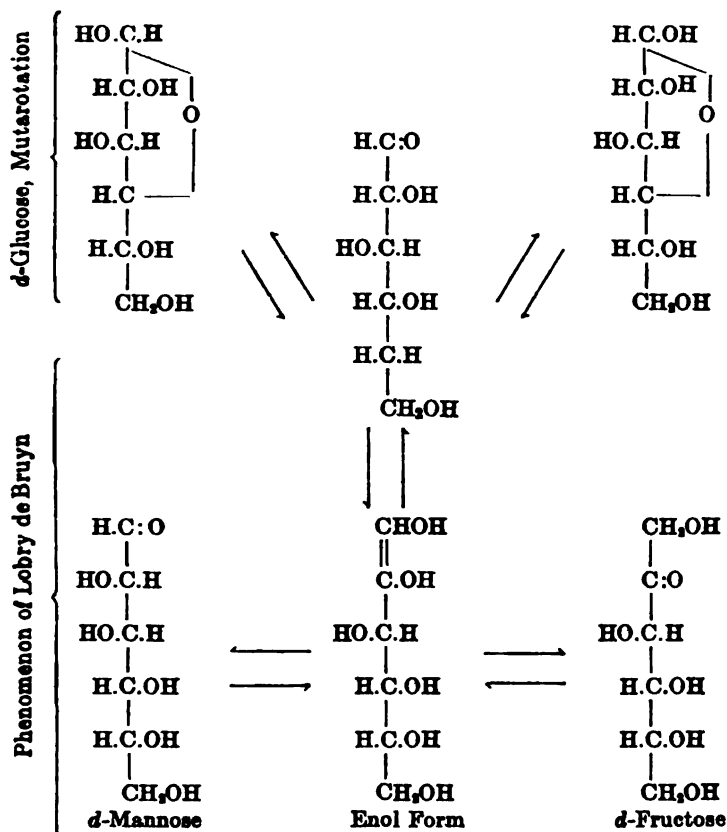 d-Glucose, Mutarotation
HO.C.H
H.C.OH
O
HO.C.H
H.C
H.C.OH
CH₂OH
H.C:O
H.C.OH
HO.C.H
H.C.OH
H.C.H
CH₂OH
H.C.OH
H.C.OH
O
HO.C.H
H.C
H.C.OH
CH₂OH
Phenomenon of Lobry de Bruyn
H.C:O
HO.C.H
HO.C.H
H.C.OH
H.C.OH
CH₂OH
d-Mannose
CHOH
C.OH
HO.C.H
H.C.OH
H.C.OH
CH₂OH
Enol Form
CH₂OH
C:O
HO.C.H
H.C.OH
H.C.OH
CH₂OH
d-Fructose